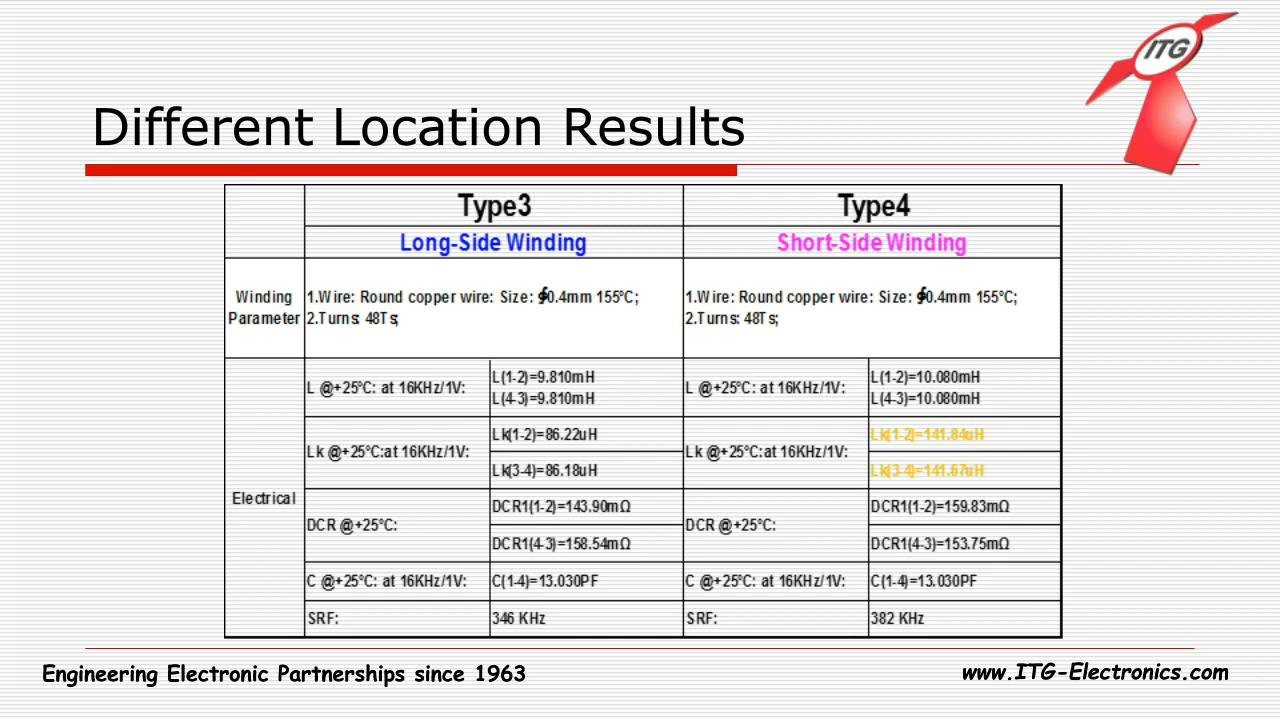 ITG
Different Location Results
Type3
Type4
Long-Side Winding
Short-Side Winding
Winding
Parameter
1.Wire: Round copper wire: Size: ∮0.4mm 155°C;
2.Turns: 48Ts;
1.Wire: Round copper wire: Size: ∮0.4mm 155°C;
2.Turns: 48Ts;
Electrical
L @+25°C: at 16KHz/1V:
L(1-2)=9.810mH
L(4-3)=9.810mH
L @+25°C: at 16KHz/1V:
L(1-2)=10.080mH
L(4-3)=10.080mH
Lk @+25°C:at 16KHz/1V:
Lk(1-2)=86.22uH
Lk(3-4)=86.18uH
Lk @+25°C:at 16KHz/1V:
Lk(1-2)=141.84uH
Lk(3-4)=141.67uH
DCR @+25°C:
DCR1(1-2)=143.90mΩ
DCR1(4-3)=158.54mΩ
DCR @+25°C:
DCR1(1-2)=159.83mΩ
DCR1(4-3)=153.75mΩ
C @+25°C: at 16KHz/1V:
C(1-4)=13.030PF
C @+25°C: at 16KHz/1V:
C(1-4)=13.030PF
SRF:
346 KHz
SRF:
382 KHz
Engineering Electronic Partnerships since 1963
www.ITG-Electronics.com